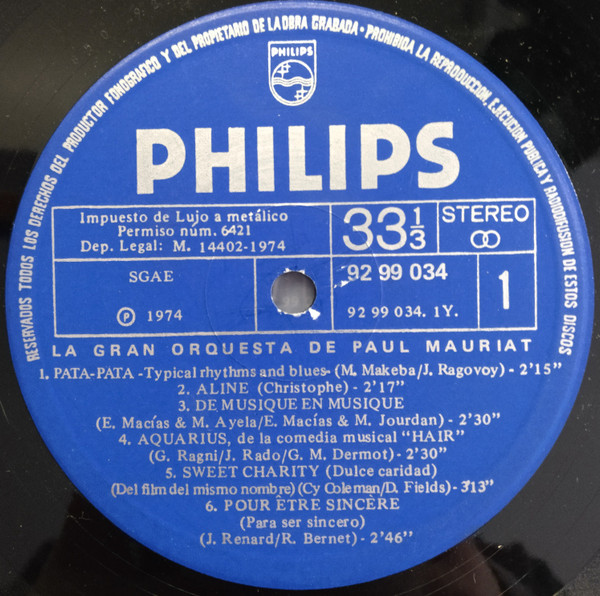 RESERVADOS TODOS LOS DERECHOS DEL PRODUCTOR FONOGRAFICO Y DEL PROPIETARIO DE LA OBRA GRABADA · PROHIBIDA LA REPRODUCCION, EJECUCION PUBLICA Y RADIODIFUSION DE ESTOS DISCOS
PHILIPS
PHILIPS
Impuesto de Lujo a metálico
Permiso núm. 6421
Dep. Legal: M. 14402-1974
33 1/3
STEREO
SGAE
℗ 1974
92 99 034
92 99 034. 1Y.
1
LA GRAN ORQUESTA DE PAUL MAURIAT
1. PATA-PATA -Typical rhythms and blues- (M. Makeba/J. Ragovoy) - 2'15"
2. ALINE (Christophe) - 2'17"
3. DE MUSIQUE EN MUSIQUE
(E. Macías & M. Ayela/E. Macías & M. Jourdan) - 2'30"
4. AQUARIUS, de la comedia musical "HAIR"
(G. Ragni/J. Rado/G. M. Dermot) - 2'30"
5. SWEET CHARITY (Dulce caridad)
(Del film del mismo nombre) (Cy Coleman/D. Fields) - 3'13"
6. POUR ÊTRE SINCÈRE
(Para ser sincero)
(J. Renard/R. Bernet) - 2'46"